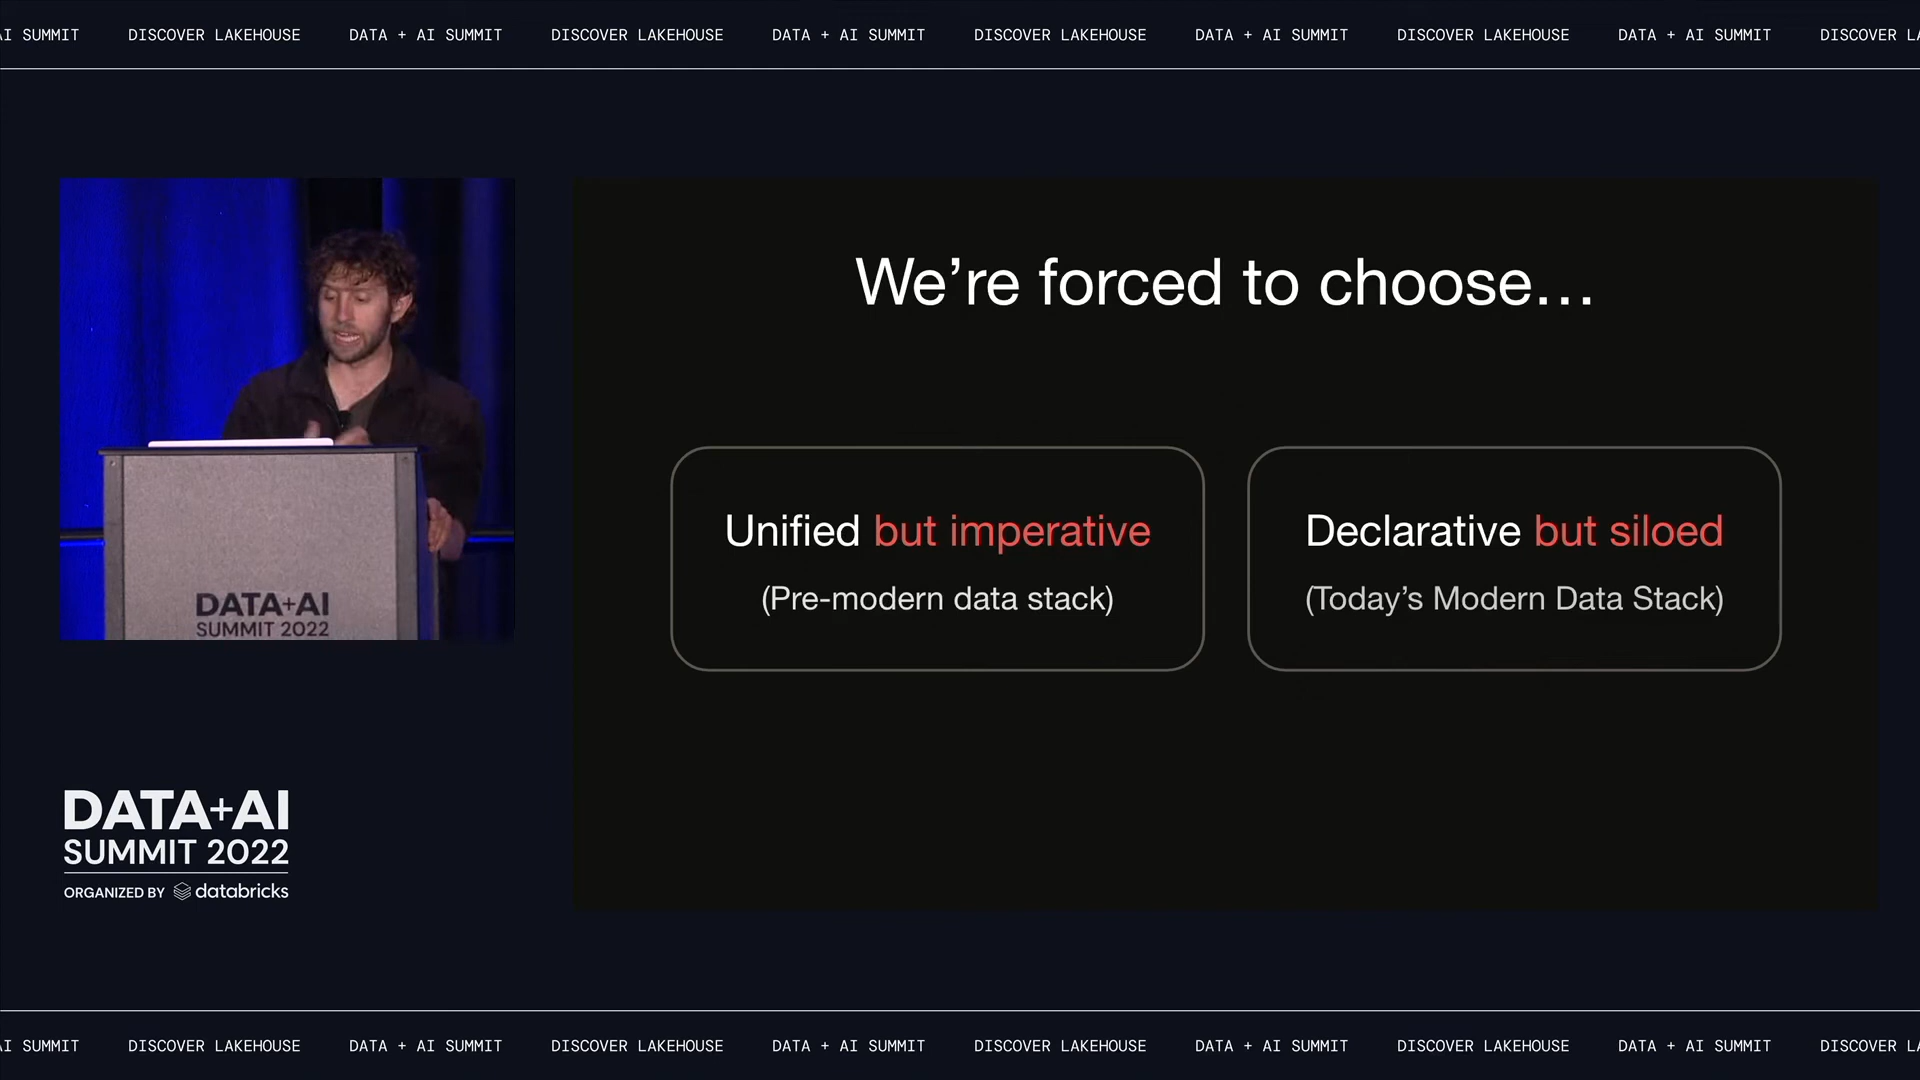 AI SUMMIT DISCOVER LAKEHOUSE DATA + AI SUMMIT DISCOVER LAKEHOUSE DATA + AI SUMMIT DISCOVER LAKEHOUSE DATA + AI SUMMIT DISCOVER LAKEHOUSE DATA + AI SUMMIT DISCOVER LA
We’re forced to choose…
Unified but imperative
(Pre-modern data stack)
Declarative but siloed
(Today’s Modern Data Stack)
DATA+AI
SUMMIT 2022
DATA+AI
SUMMIT 2022
ORGANIZED BY databricks
AI SUMMIT DISCOVER LAKEHOUSE DATA + AI SUMMIT DISCOVER LAKEHOUSE DATA + AI SUMMIT DISCOVER LAKEHOUSE DATA + AI SUMMIT DISCOVER LAKEHOUSE DATA + AI SUMMIT DISCOVER LA